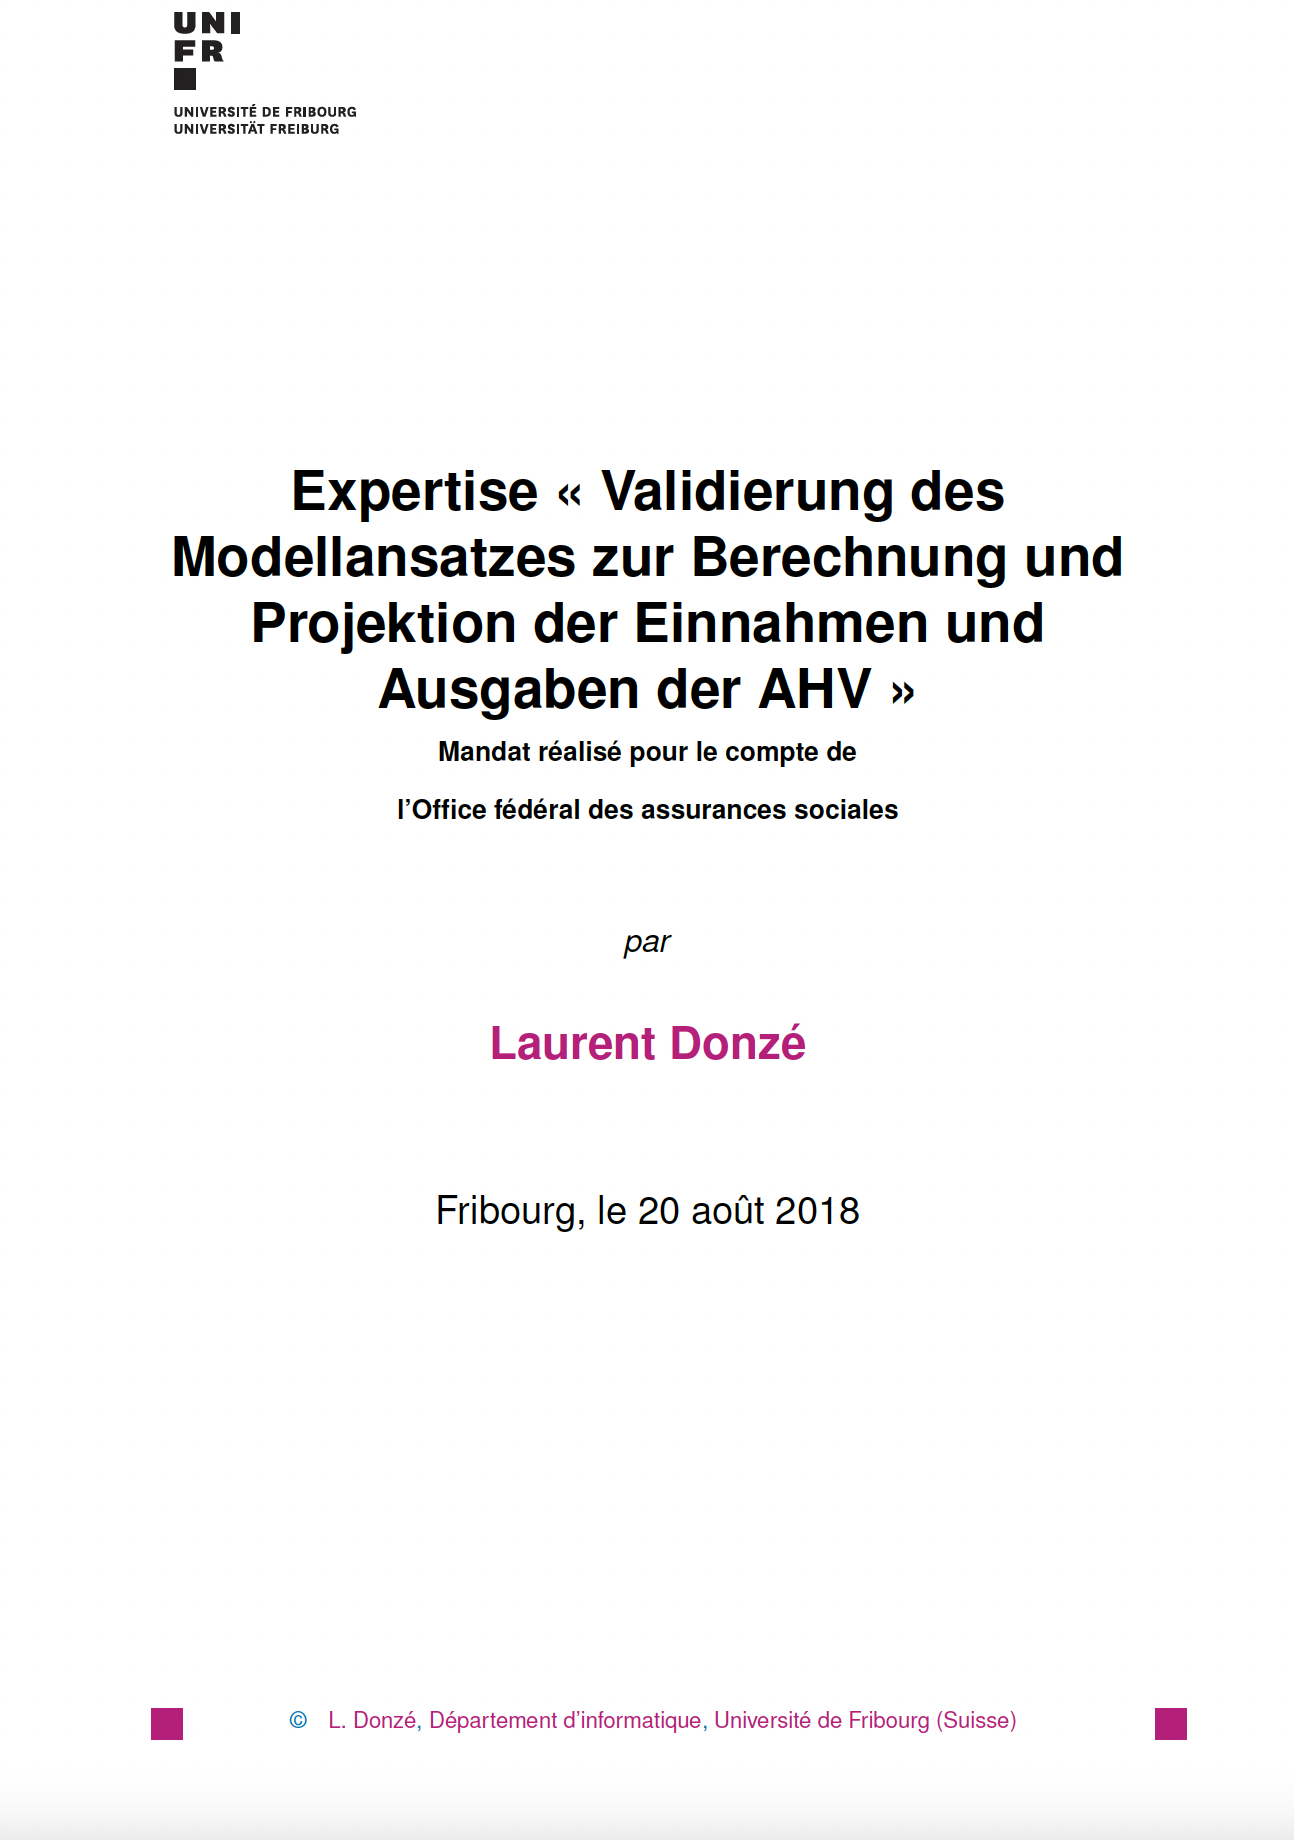 UNI
FR
UNIVERSITÉ DE FRIBOURG
UNIVERSITÄT FREIBURG
Expertise « Validierung des
Modellansatzes zur Berechnung und
Projektion der Einnahmen und
Ausgaben der AHV »
Mandat réalisé pour le compte de
l’Office fédéral des assurances sociales
par
Laurent Donzé
Fribourg, le 20 août 2018
© L. Donzé, Département d’informatique, Université de Fribourg (Suisse)